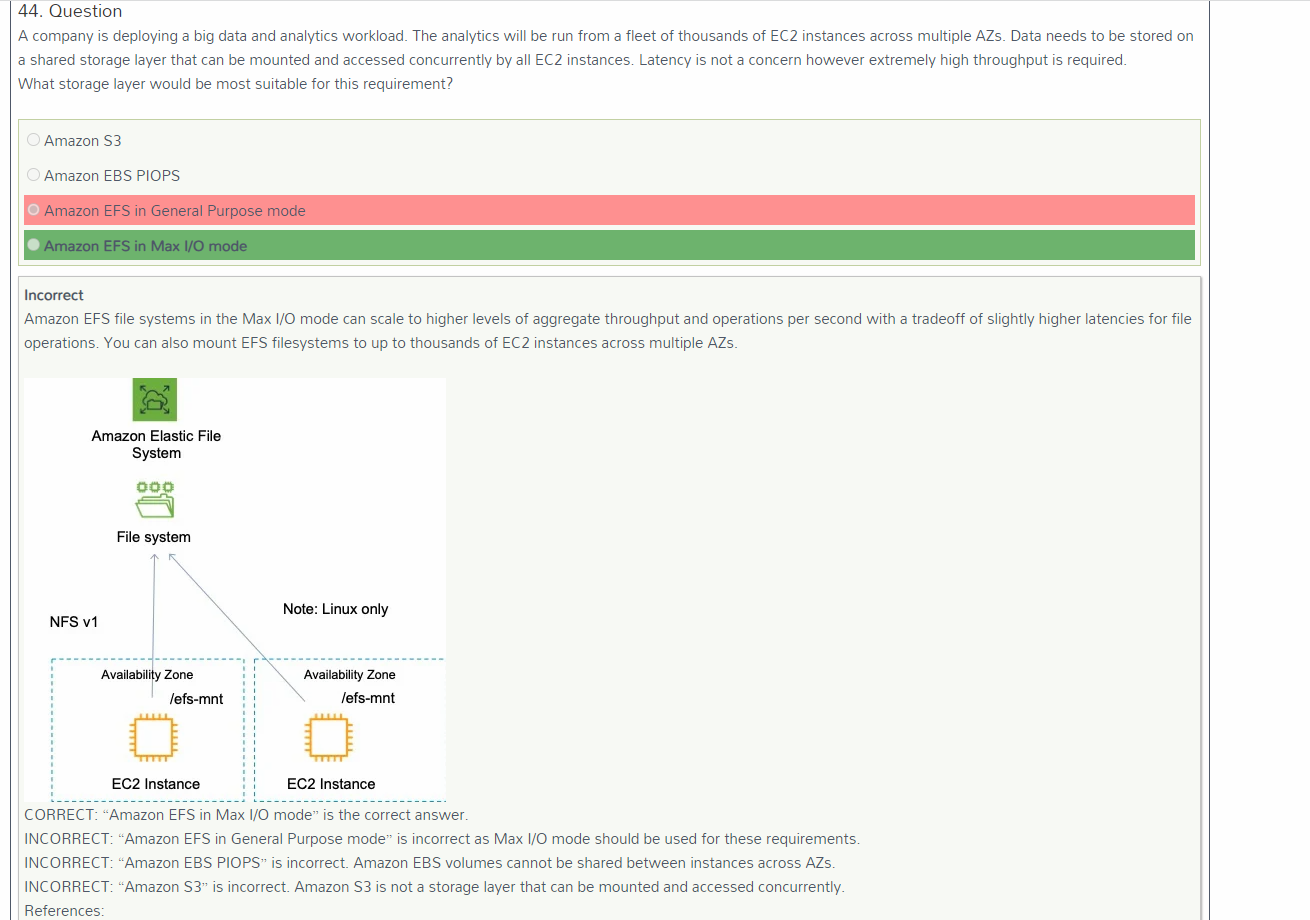 44. Question
A company is deploying a big data and analytics workload. The analytics will be run from a fleet of thousands of EC2 instances across multiple AZs. Data needs to be stored on
a shared storage layer that can be mounted and accessed concurrently by all EC2 instances. Latency is not a concern however extremely high throughput is required.
What storage layer would be most suitable for this requirement?
Amazon S3
Amazon EBS PIOPS
Amazon EFS in General Purpose mode
Amazon EFS in Max I/O mode
Incorrect
Amazon EFS file systems in the Max I/O mode can scale to higher levels of aggregate throughput and operations per second with a tradeoff of slightly higher latencies for file
operations. You can also mount EFS filesystems to up to thousands of EC2 instances across multiple AZs.
Amazon Elastic File
System
File system
NFS v1
Note: Linux only
Availability Zone
/efs-mnt
EC2 Instance
Availability Zone
/efs-mnt
EC2 Instance
CORRECT: “Amazon EFS in Max I/O mode” is the correct answer.
INCORRECT: “Amazon EFS in General Purpose mode” is incorrect as Max I/O mode should be used for these requirements.
INCORRECT: “Amazon EBS PIOPS” is incorrect. Amazon EBS volumes cannot be shared between instances across AZs.
INCORRECT: “Amazon S3” is incorrect. Amazon S3 is not a storage layer that can be mounted and accessed concurrently.
References: